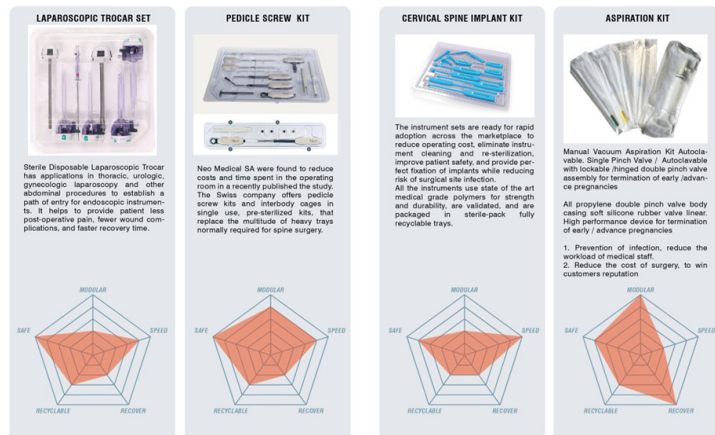 LAPAROSCOPIC TROCAR SET
Sterile Disposable Laparoscopic Trocar
has applications in thoracic, urologic,
gynecologic laparoscopy and other
abdominal procedures to establish a
path of entry for endoscopic instrumen-
ts. It helps to provide patient less
post-operative pain, fewer wound com-
plications, and faster recovery time.
MODULAR
SAFE
SPEED
RECYCLABLE
RECOVER
PEDICLE SCREW KIT
Neo Medical SA were found to reduce
costs and time spent in the operating
room in a recently published the study.
The Swiss company offers pedicle
screw kits and interbody cages in
single use, pre-sterilized kits, that
replace the multitude of heavy trays
normally required for spine surgery.
MODULAR
SAFE
SPEED
RECYCLABLE
RECOVER
CERVICAL SPINE IMPLANT KIT
The instrument sets are ready for rapid
adoption across the marketplace to
reduce operating cost, eliminate instru-
ment cleaning and re-sterilization,
improve patient safety, and provide per-
fect fixation of implants while reducing
risk of surgical site infection.
All the instruments use state of the art
medical grade polymers for strength
and durability, are validated, and are
packaged in sterile-pack fully
recyclable trays.
MODULAR
SAFE
SPEED
RECYCLABLE
RECOVER
ASPIRATION KIT
Manual Vacuum Aspiration Kit Autocla-
vable. Single Pinch Valve / Autoclavable
with lockable /hinged double pinch valve
assembly for termination of early /advan-
ce pregnancies
All propylene double pinch valve body
casing soft silicone rubber valve linear.
High performance device for termination
of early / advance pregnancies
1. Prevention of infection, reduce the
workload of medical staff.
2. Reduce the cost of surgery, to win
customers reputation
MODULAR
SAFE
SPEED
RECYCLABLE
RECOVER